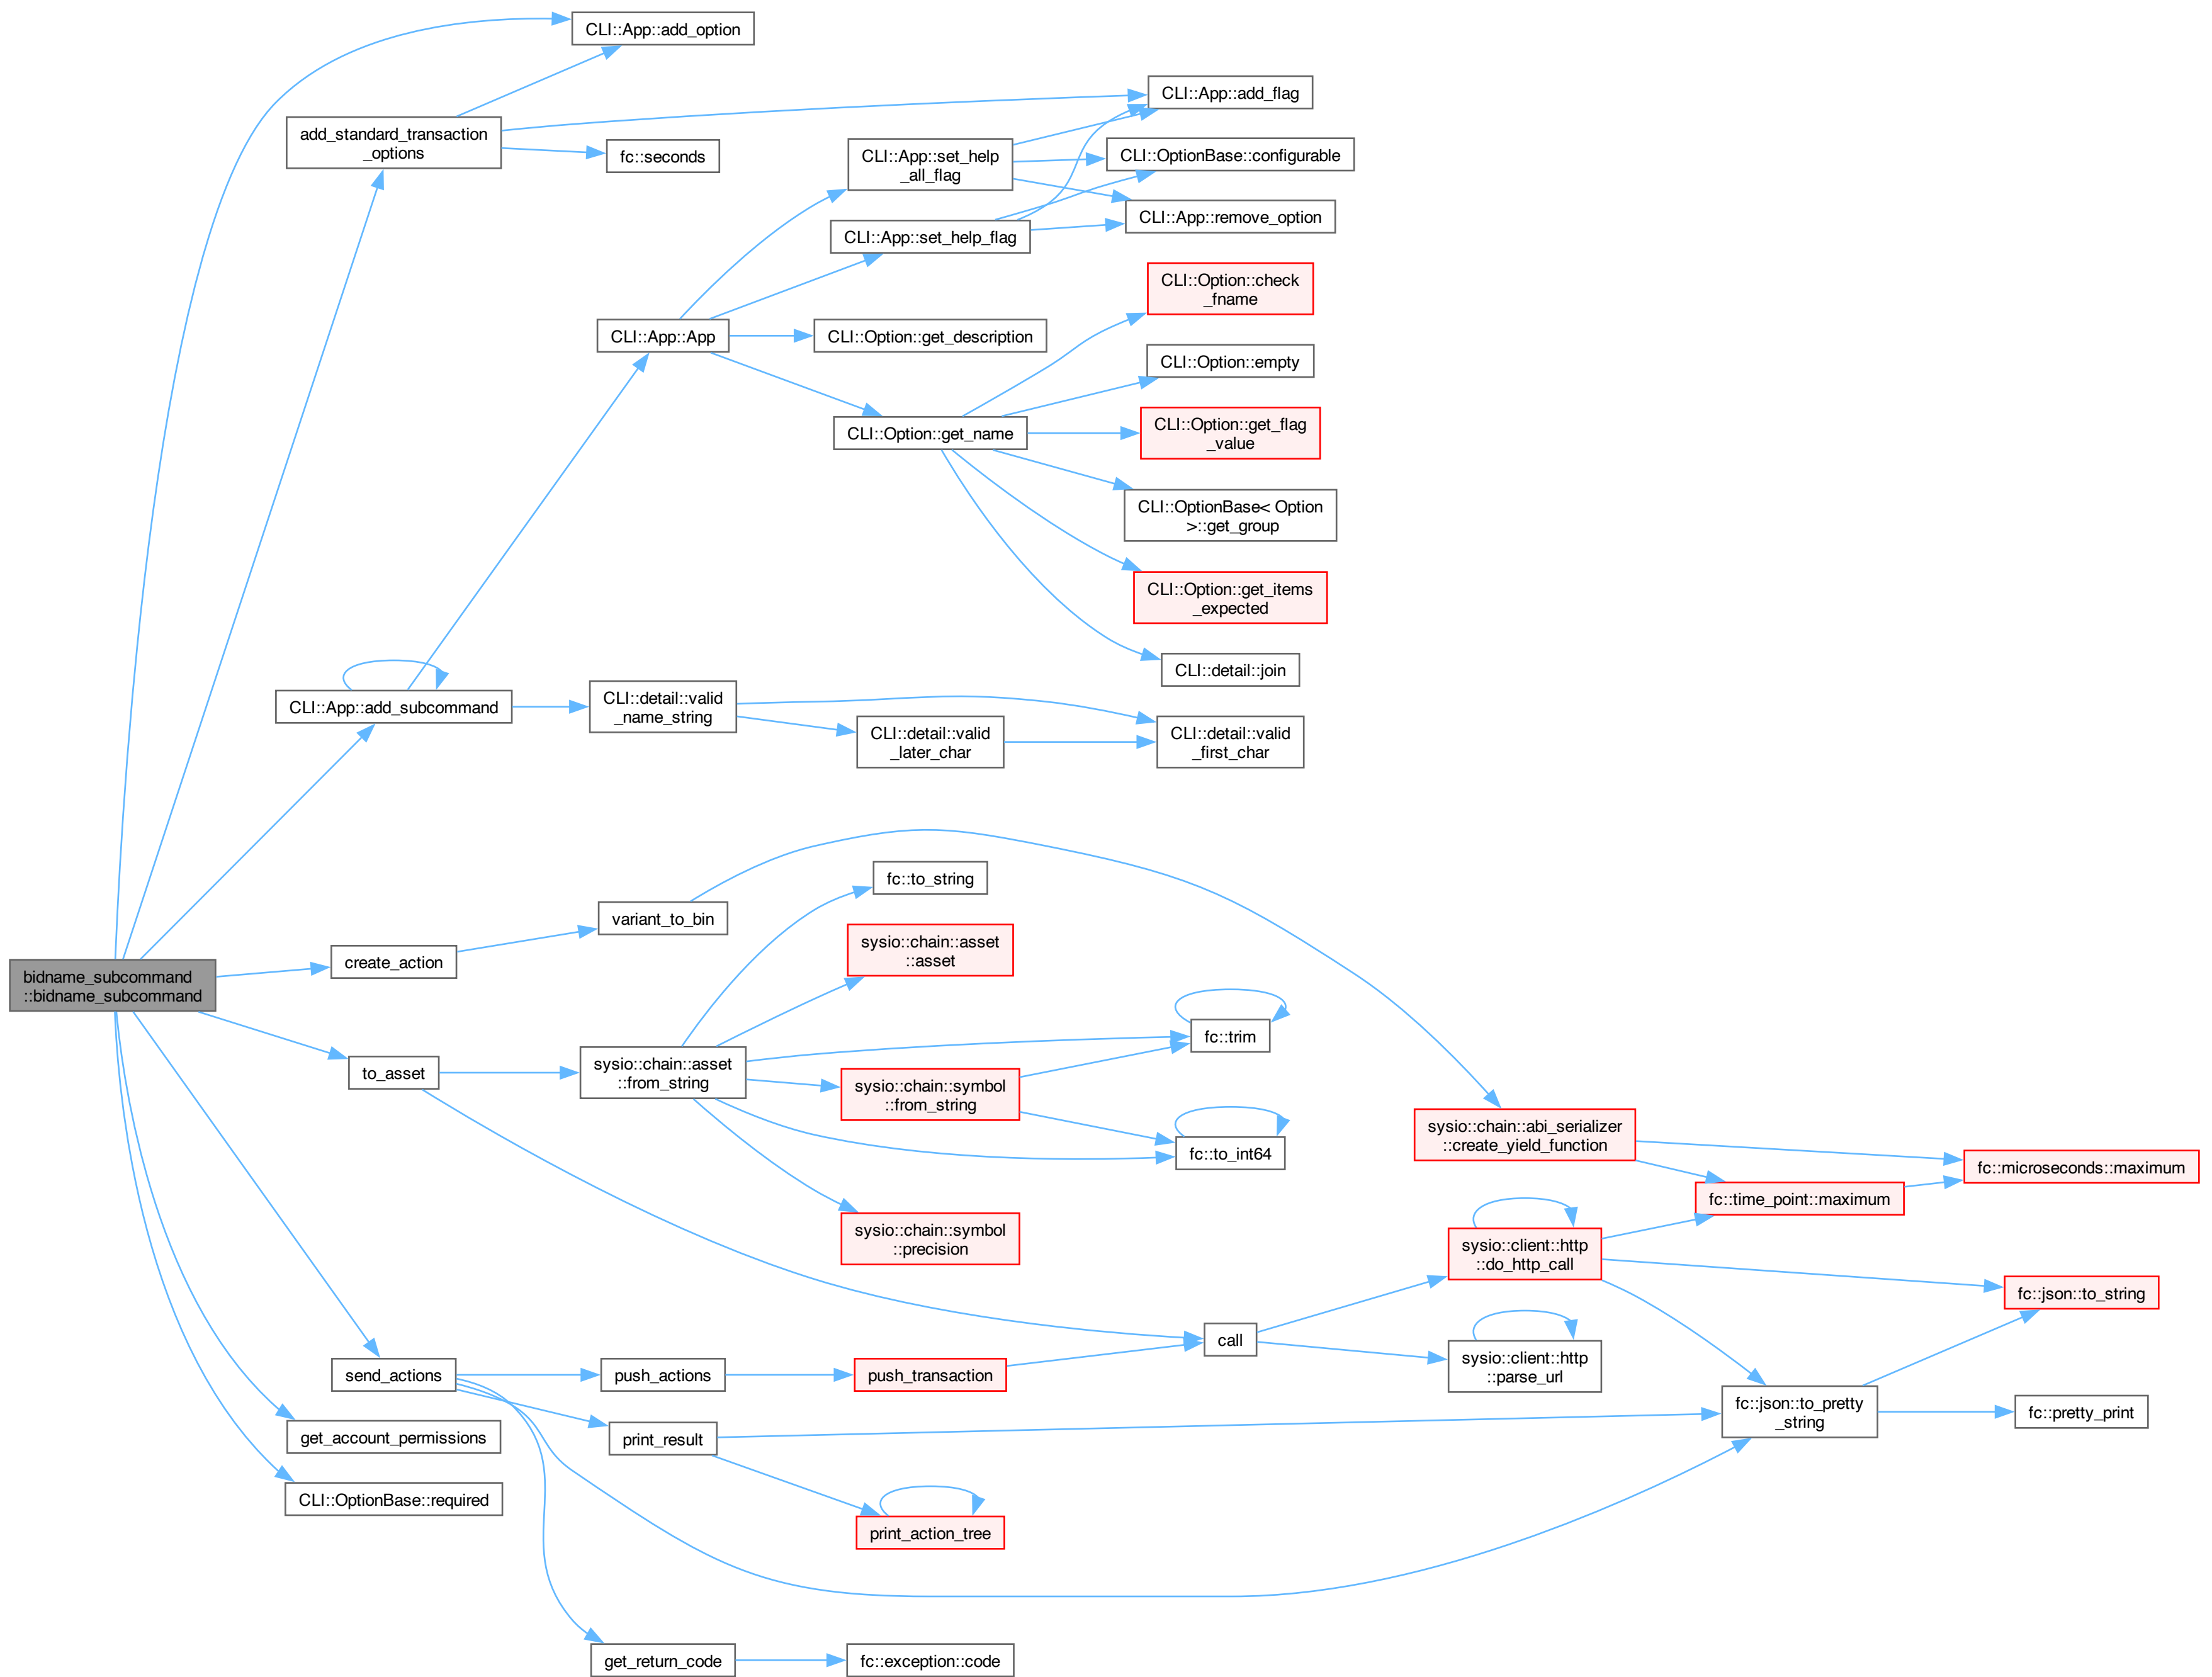 CLI::App::add_option
CLI::App::add_flag
add_standard_transaction
_options
fc::seconds
CLI::App::set_help
_all_flag
CLI::OptionBase::configurable
CLI::App::remove_option
CLI::App::set_help_flag
CLI::Option::check
_fname
CLI::App::App
CLI::Option::get_description
CLI::Option::empty
CLI::Option::get_name
CLI::Option::get_flag
_value
CLI::OptionBase< Option
>::get_group
CLI::Option::get_items
_expected
CLI::detail::join
CLI::App::add_subcommand
CLI::detail::valid
_name_string
CLI::detail::valid
_later_char
CLI::detail::valid
_first_char
fc::to_string
variant_to_bin
sysio::chain::asset
::asset
create_action
bidname_subcommand
::bidname_subcommand
fc::trim
to_asset
sysio::chain::asset
::from_string
sysio::chain::symbol
::from_string
fc::to_int64
sysio::chain::abi_serializer
::create_yield_function
fc::microseconds::maximum
fc::time_point::maximum
sysio::chain::symbol
::precision
sysio::client::http
::do_http_call
fc::json::to_string
call
sysio::client::http
::parse_url
send_actions
push_actions
push_transaction
fc::json::to_pretty
_string
fc::pretty_print
get_account_permissions
print_result
CLI::OptionBase::required
print_action_tree
get_return_code
fc::exception::code